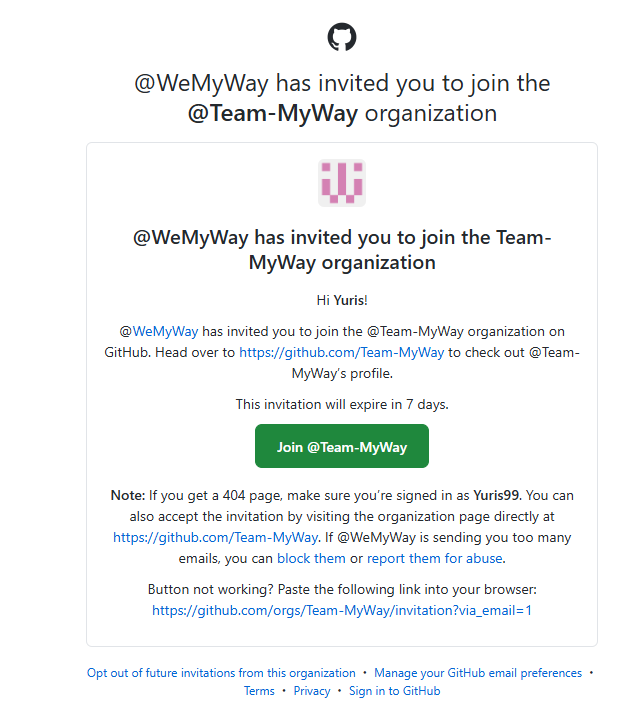 @WeMyWay has invited you to join the
@Team-MyWay organization
@WeMyWay has invited you to join the Team-
MyWay organization
Hi Yuris!
@WeMyWay has invited you to join the @Team-MyWay organization on
GitHub. Head over to https://github.com/Team-MyWay to check out @Team-
MyWay's profile.
This invitation will expire in 7 days.
Join @Team-MyWay
Note: If you get a 404 page, make sure you're signed in as Yuris99. You can
also accept the invitation by visiting the organization page directly at
https://github.com/Team-MyWay. If @WeMyWay is sending you too many
emails, you can block them or report them for abuse.
Button not working? Paste the following link into your browser:
https://github.com/orgs/Team-MyWay/invitation?via_email=1
Opt out of future invitations from this organization • Manage your GitHub email preferences •
Terms • Privacy • Sign in to GitHub